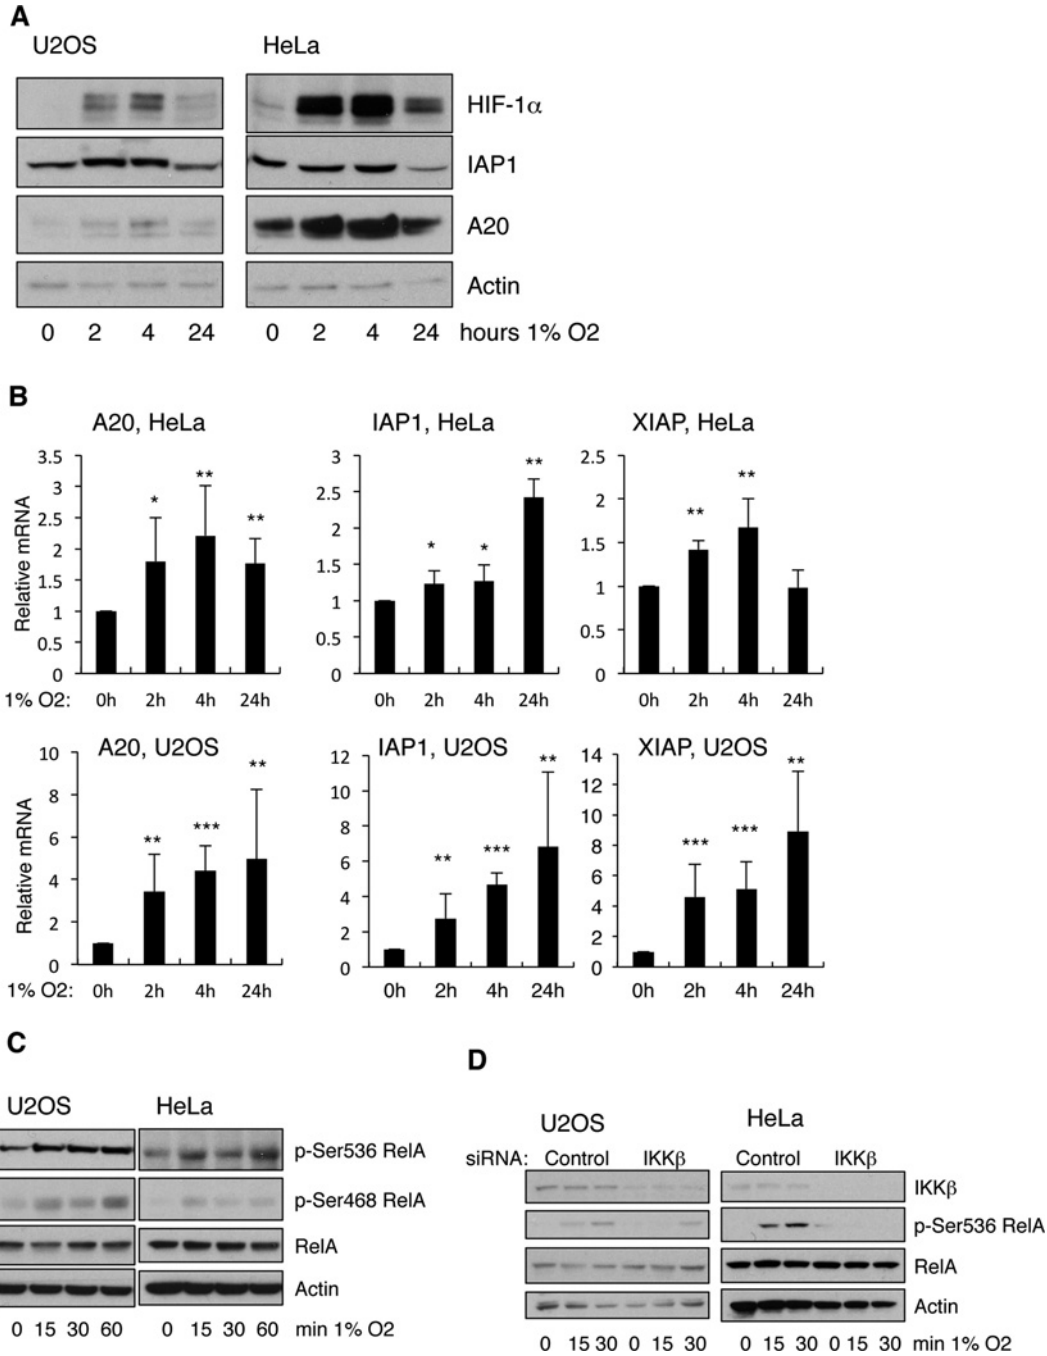 A
U2OS HeLa
HIF-1α
IAP1
A20
Actin
0 2 4 24 0 2 4 24 hours 1% O2
B
A20, HeLa IAP1, HeLa XIAP, HeLa
Relative mRNA
3.5
3
2.5
2
1.5
1
0.5
0
* ** **
1% O2: 0h 2h 4h 24h
3
2.5
2
1.5
1
0.5
0
* * **
0h 2h 4h 24h
2.5
2
1.5
1
0.5
0
** **
0h 2h 4h 24h
A20, U2OS IAP1, U2OS XIAP, U2OS
Relative mRNA
10
8
6
4
2
0
** *** **
1% O2: 0h 2h 4h 24h
12
10
8
6
4
2
0
** *** **
0h 2h 4h 24h
14
12
10
8
6
4
2
0
*** *** **
0h 2h 4h 24h
C
U2OS HeLa
p-Ser536 RelA
p-Ser468 RelA
RelA
Actin
0 15 30 60 0 15 30 60 min 1% O2
D
U2OS HeLa
siRNA: Control IKKβ Control IKKβ
IKKβ
p-Ser536 RelA
RelA
Actin
0 15 30 0 15 30 0 15 30 0 15 30 min 1% O2